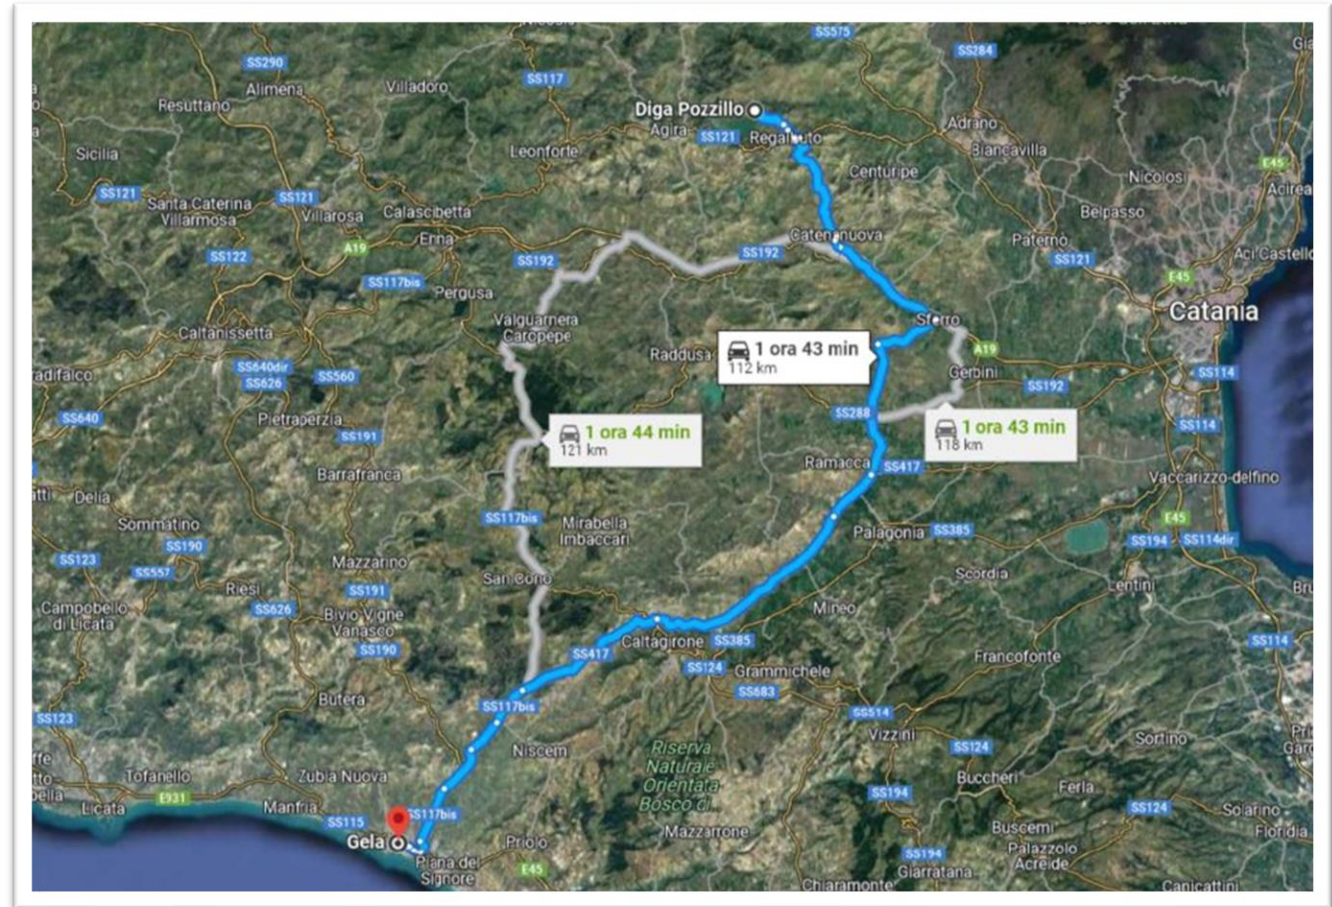 SS575
SS284
SS290
Alimena
Villadoro
SS117
Resuttano
Diga Pozzillo
Agira
SS121
Regalbuto
Adrano
Biancavilla
Leonforte
Sicilia
Centuripe
Nicolos
E45
SS121
SS121
Santa Caterina
Villarmosa
Villarosa
Calascibetta
Belpasso
Enna
A19
Catenanuova
Paternò
SS122
SS192
SS192
SS121
Aci Castello
E45
SS117bis
Pergusa
Catania
Valguarnera
Caropepe
Sferro
Caltanissetta
Raddusa
1 ora 43 min
112 km
A19
Gerbini
SS640dir
SS626
SS560
SS192
SS114
SS640
Pietraperzia
SS191
1 ora 44 min
121 km
SS288
1 ora 43 min
118 km
SS114
Barrafranca
Ramacca
SS417
Vaccarizzo-delfino
Delia
Sommatino
SS117bis
Mirabella
Imbaccari
Palagonia
SS385
E45
SS190
SS194
SS114dir
SS123
SS557
Mazzarino
San Cono
Scordia
Lentini
Riesi
SS191
Campobello
di Licata
SS626
Bivio Vigne
Vanasco
Mineo
SS190
SS417
Caltagirone
SS385
SS114
SS124
Grammichele
Francofonte
SS683
Butera
SS117bis
SS123
SS514
Vizzini
SS124
Sortino
Niscem
Riserva
Naturale
Orientata
Bosco di...
Tofanello
Zubia Nuova
Buccheri
Ferla
Licata
E931
Manfria
SS115
SS117bis
SS194
SS124
Solarino
Floridia
Gela
Priolo
Mazzarrone
Buscemi
Palazzolo
Acreide
Piana del
Signore
E45
SS194
Giarratana
Chiaramonte
Canicattini